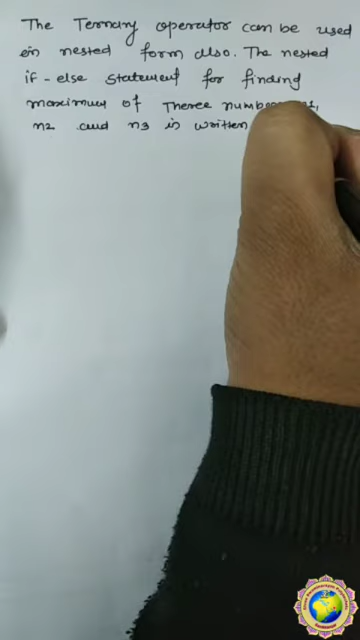 The Ternary operator can be used
in nested form also. The nested
if-else statement for finding
maximum of Theree
n2 and n3 is written